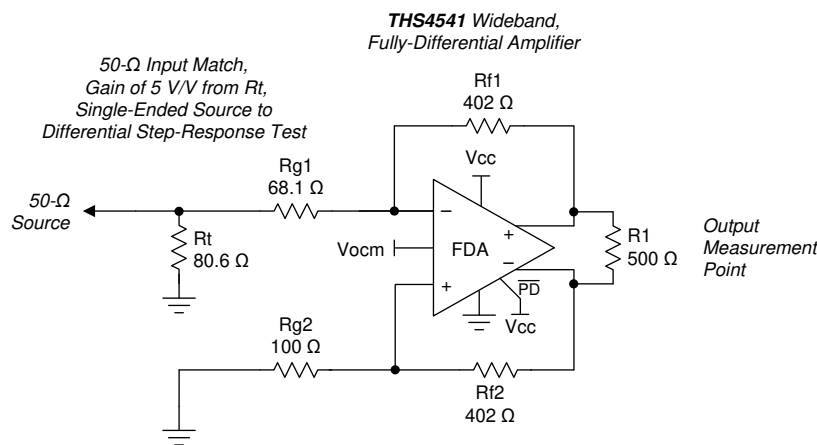 THS4541 Wideband,
Fully-Differential Amplifier
50-Ω Input Match,
Gain of 5 V/V from Rt,
Single-Ended Source to
Differential Step-Response Test
Rf1
402 Ω
Vcc
Rg1
68.1 Ω
50-Ω
Source
Rt
80.6 Ω
Vocm
−
+
FDA
+
−
PD
Vcc
R1
500 Ω
Output
Measurement
Point
Rg2
100 Ω
Rf2
402 Ω